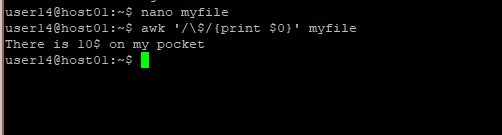 user14@host01:~$ nano myfile
user14@host01:~$ awk '/\$/{print $0}' myfile
There is 10$ on my pocket
user14@host01:~$